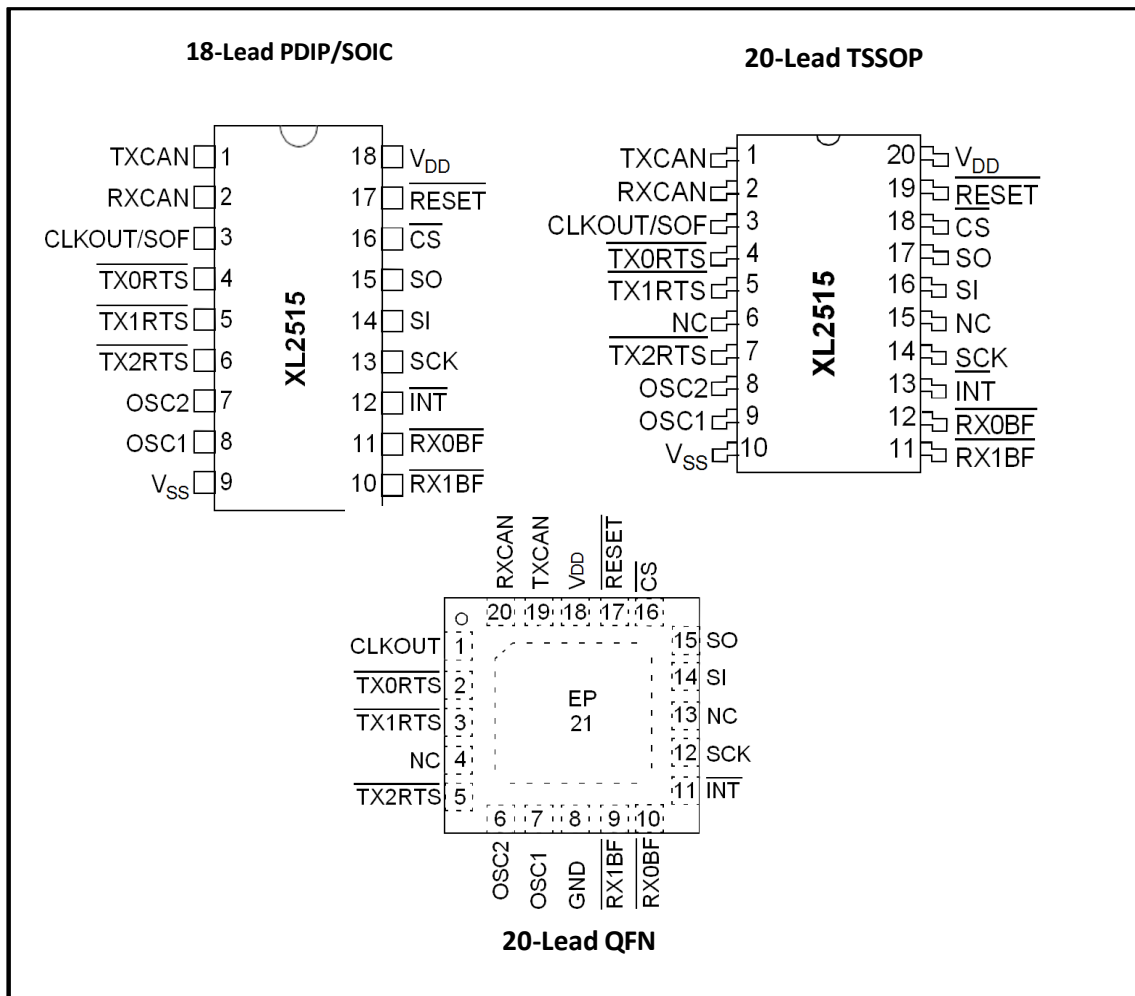 18-Lead PDIP/SOIC
TXCAN 1
RXCAN 2
CLKOUT/SOF 3
TX0RTS 4
TX1RTS 5
TX2RTS 6
OSC2 7
OSC1 8
VSS 9
XL2515
18 VDD
17 RESET
16 CS
15 SO
14 SI
13 SCK
12 INT
11 RX0BF
10 RX1BF
20-Lead TSSOP
TXCAN 1
RXCAN 2
CLKOUT/SOF 3
TX0RTS 4
TX1RTS 5
NC 6
TX2RTS 7
OSC2 8
OSC1 9
VSS 10
XL2515
20 VDD
19 RESET
18 CS
17 SO
16 SI
15 NC
14 SCK
13 INT
12 RX0BF
11 RX1BF
RXCAN TXCAN VDD RESET CS
20 19 18 17 16
CLKOUT 1
TX0RTS 2
TX1RTS 3
NC 4
TX2RTS 5
EP
21
15 SO
14 SI
13 NC
12 SCK
11 INT
6 7 8 9 10
OSC2 OSC1 GND RX1BF RX0BF
20-Lead QFN